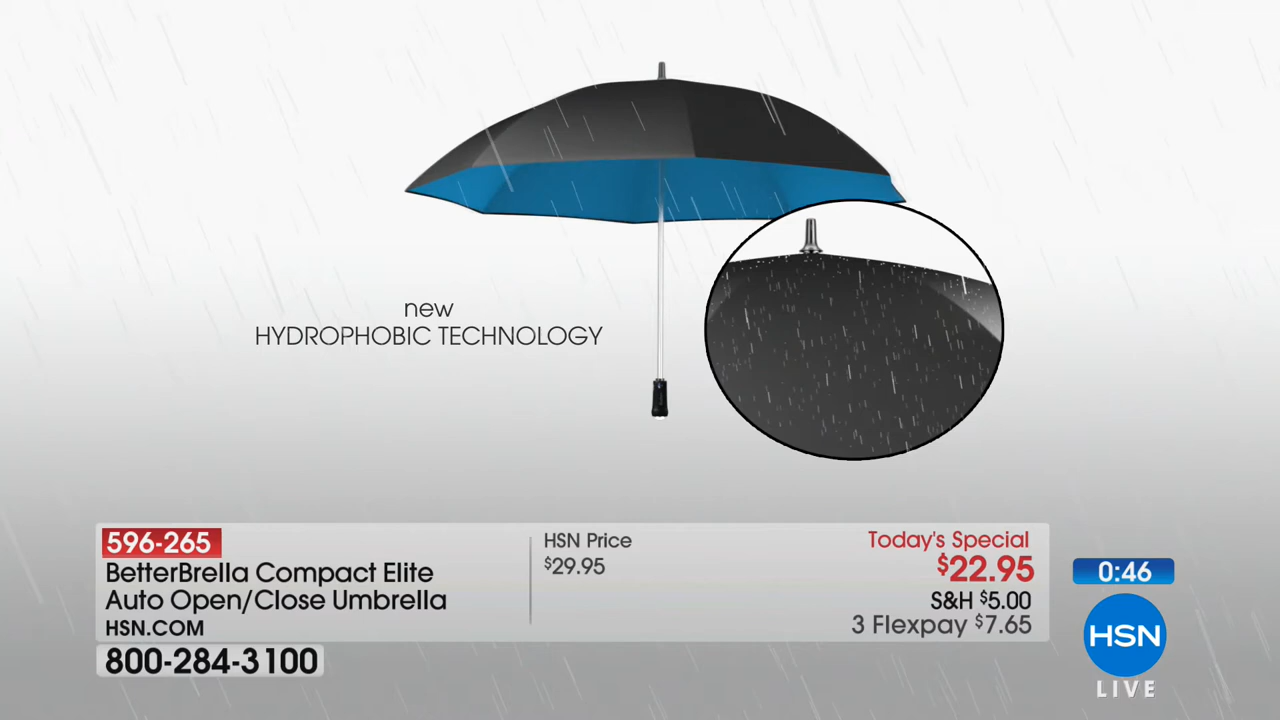 new
HYDROPHOBIC TECHNOLOGY
596-265
BetterBrella Compact Elite
Auto Open/Close Umbrella
HSN.COM
800-284-3100
HSN Price
$29.95
Today's Special
$22.95
S&H $5.00
3 Flexpay $7.65
0:46
HSN
LIVE